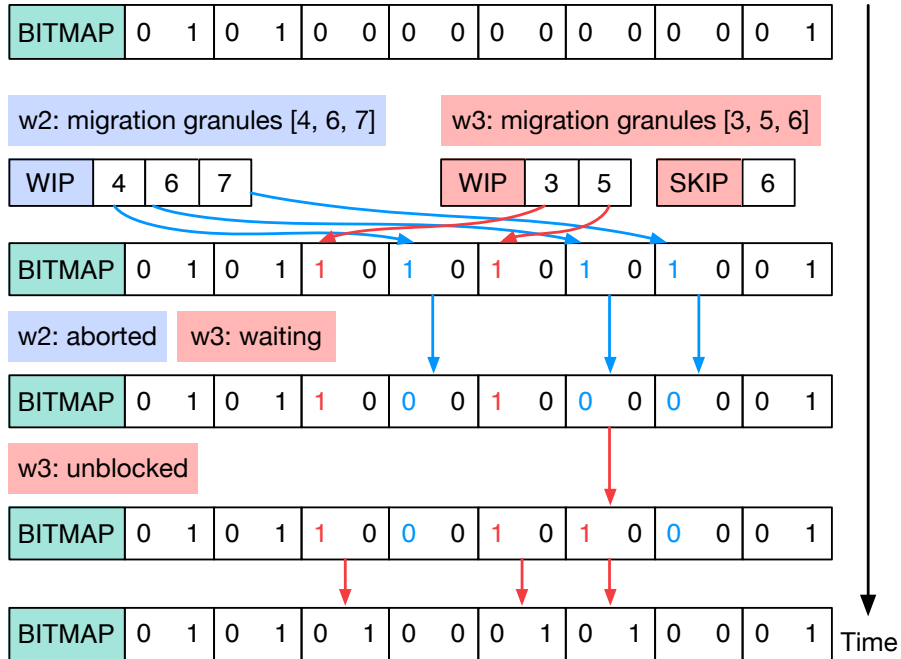 BITMAP 0 1 0 1 0 0 0 0 0 0 0 0 0 0 0 1
w2: migration granules [4, 6, 7] w3: migration granules [3, 5, 6]
WIP 4 6 7 WIP 3 5 SKIP 6
BITMAP 0 1 0 1 1 0 1 0 1 0 1 0 1 0 0 1
w2: aborted w3: waiting
BITMAP 0 1 0 1 1 0 0 0 1 0 0 0 0 0 0 1
w3: unblocked
BITMAP 0 1 0 1 1 0 0 0 1 0 1 0 0 0 0 1
BITMAP 0 1 0 1 0 1 0 0 0 1 0 1 0 0 0 1
Time